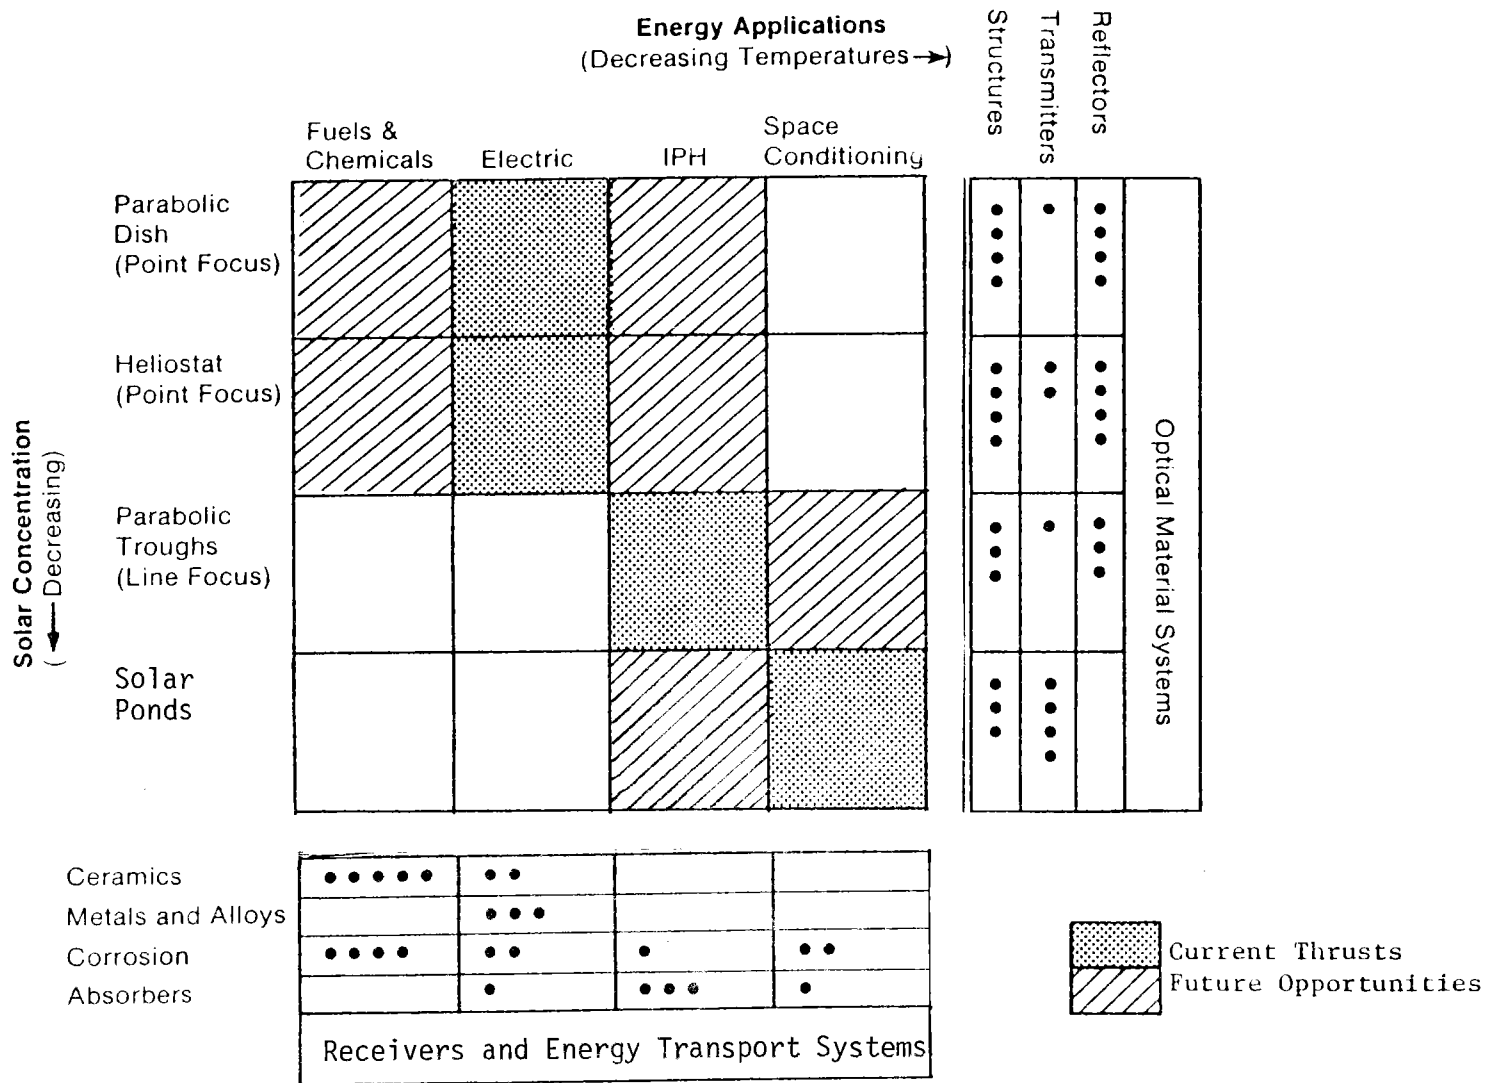 Energy Applications
(Decreasing Temperatures→)
Structures
Transmitters
Reflectors
Fuels &
Chemicals
Electric
IPH
Space
Conditioning
Parabolic
Dish
(Point Focus)
Heliostat
(Point Focus)
Parabolic
Troughs
(Line Focus)
Solar
Ponds
Solar Concentration
(←Decreasing)
Optical Material Systems
Ceramics
Metals and Alloys
Corrosion
Absorbers
Receivers and Energy Transport Systems
Current Thrusts
Future Opportunities